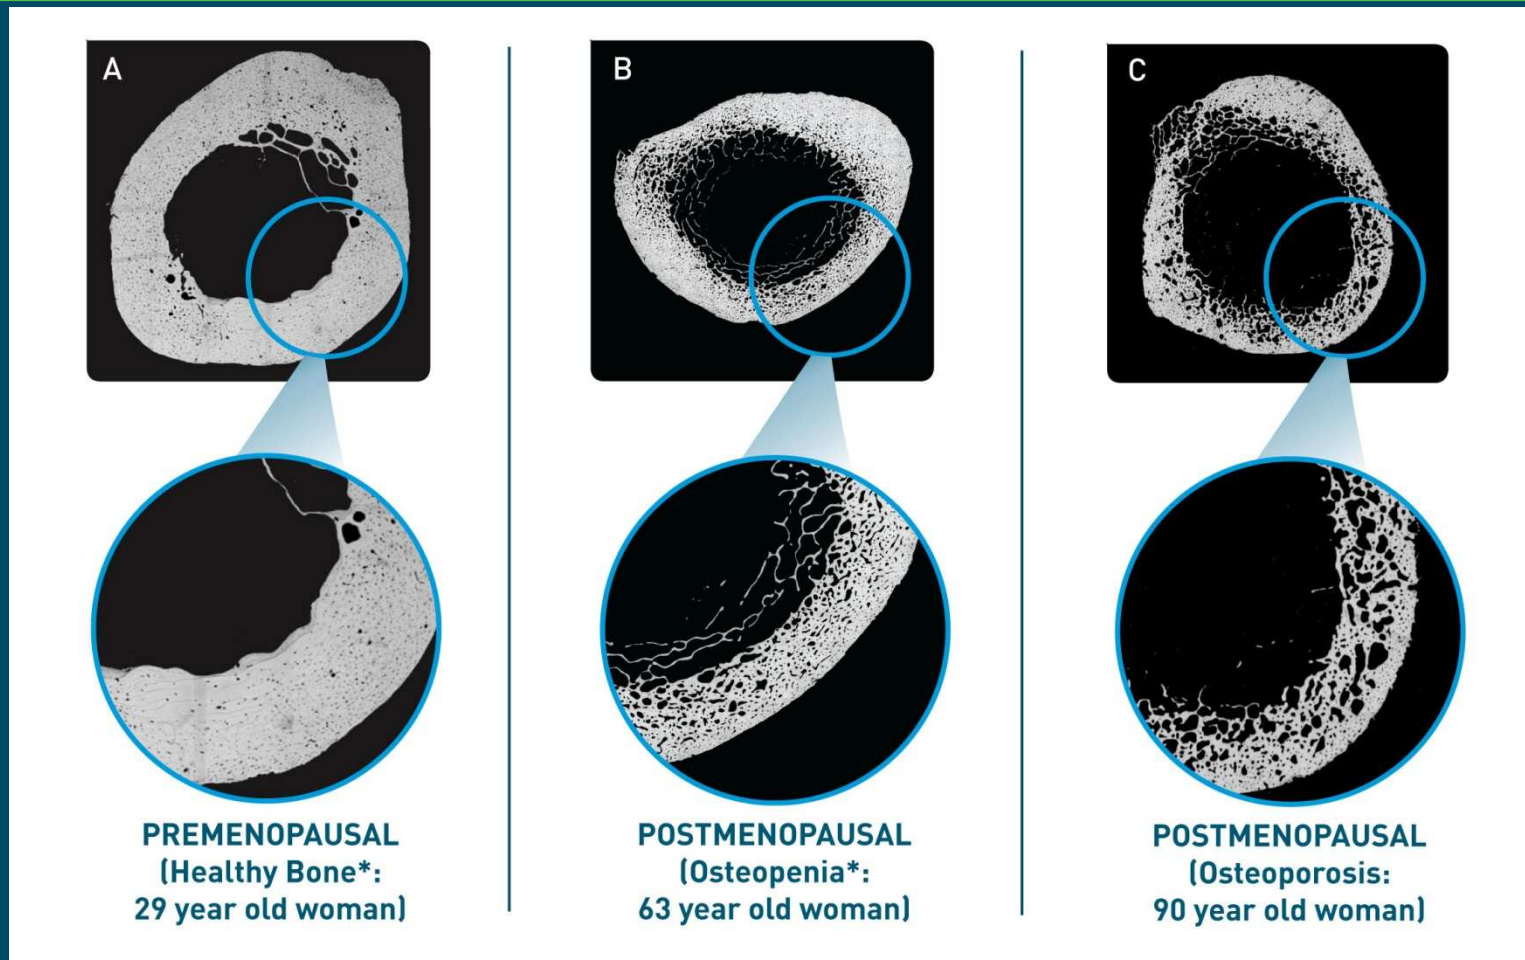 A
B
C
PREMENOPAUSAL
(Healthy Bone*:
29 year old woman)
POSTMENOPAUSAL
(Osteopenia*:
63 year old woman)
POSTMENOPAUSAL
(Osteoporosis:
90 year old woman)